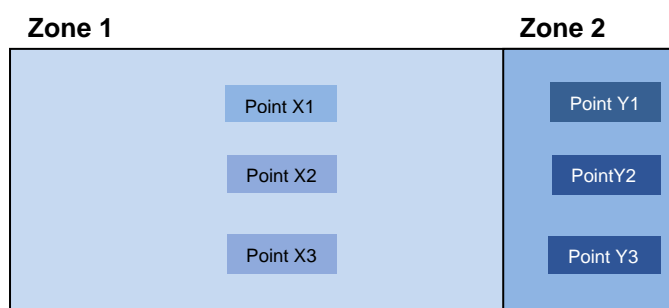 Zone 1
Zone 2
Point X1
Point Y1
Point X2
PointY2
Point X3
Point Y3